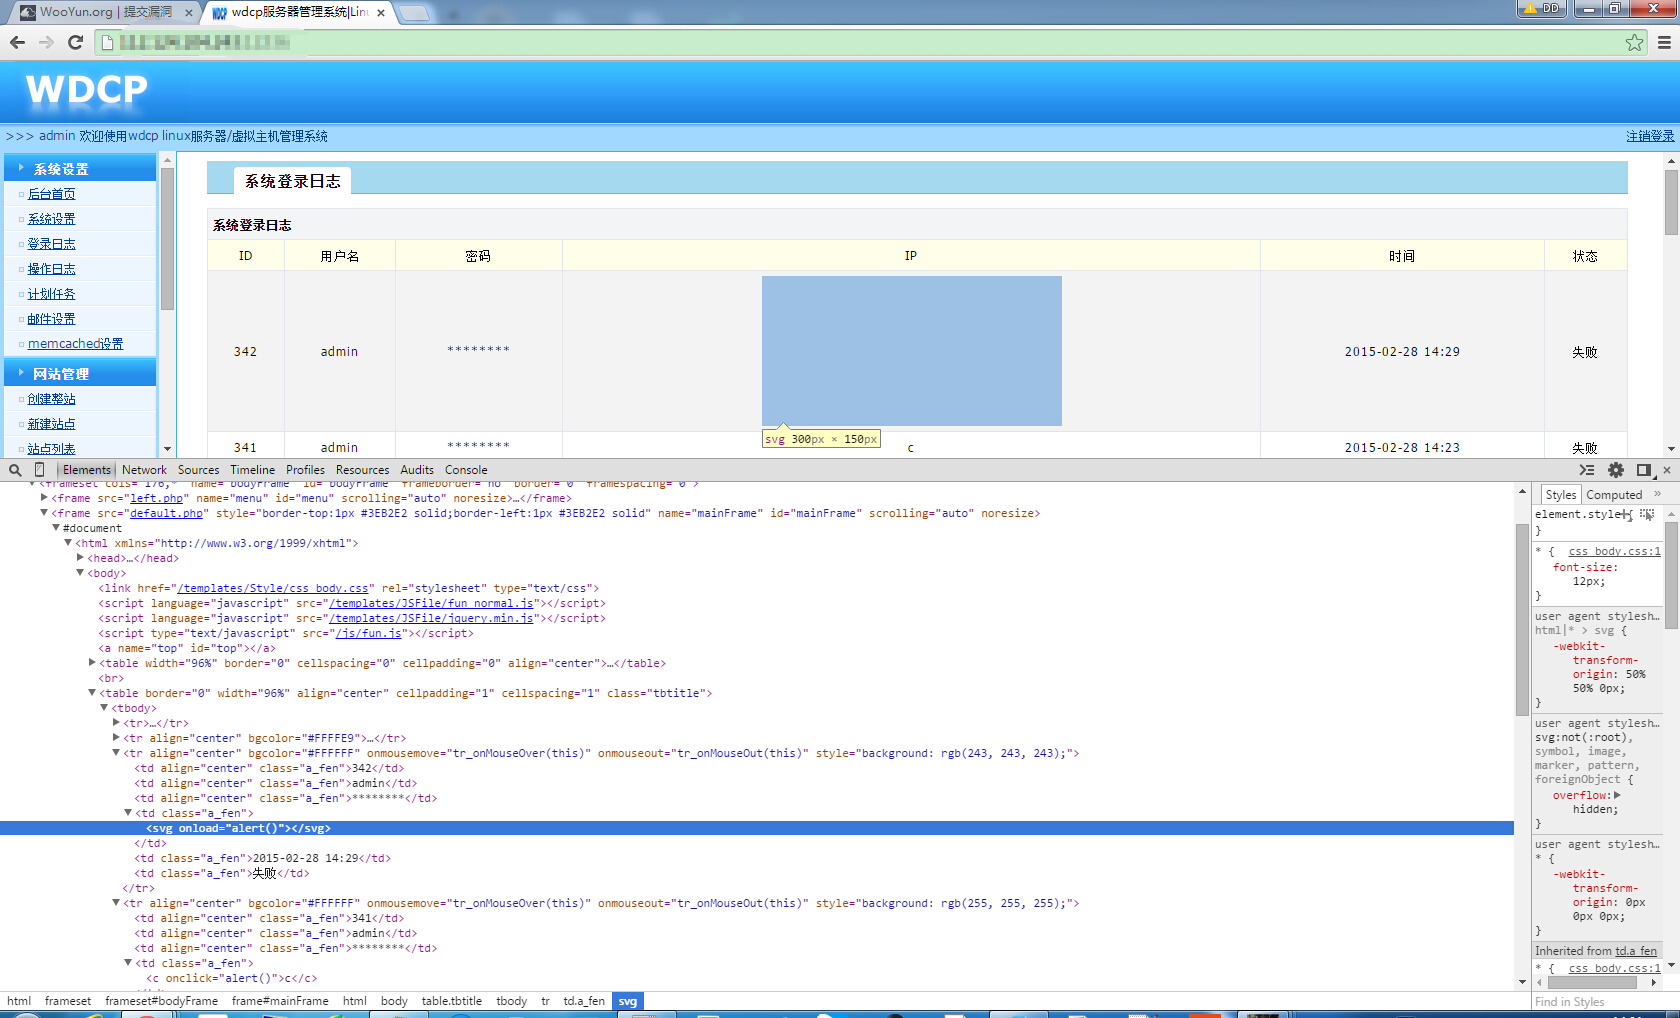 WooYun.org | 提交漏洞
wdcp服务器管理系统|Lin
DD
WDCP
>>> admin 欢迎使用wdcp linux服务器/虚拟主机管理系统
注销登录
系统设置
后台首页
系统设置
登录日志
操作日志
计划任务
邮件设置
memcached设置
网站管理
创建整站
新建站点
站点列表
系统登录日志
系统登录日志
ID 用户名 密码 IP 时间 状态
342 admin ******** 2015-02-28 14:29 失败
svg 300px × 150px
341 admin ******** c 2015-02-28 14:23 失败
Elements Network Sources Timeline Profiles Resources Audits Console
<frameset cols="176,*" name="bodyFrame" id="bodyFrame" frameborder="no" border="0" framespacing="0">
<frame src="left.php" name="menu" id="menu" scrolling="auto" noresize>…</frame>
<frame src="default.php" style="border-top:1px #3EB2E2 solid;border-left:1px #3EB2E2 solid" name="mainFrame" id="mainFrame" scrolling="auto" noresize>
#document
<html xmlns="http://www.w3.org/1999/xhtml">
<head>…</head>
<body>
<link href="/templates/Style/css_body.css" rel="stylesheet" type="text/css">
<script language="javascript" src="/templates/JSFile/fun_normal.js"></script>
<script language="javascript" src="/templates/JSFile/jquery.min.js"></script>
<script type="text/javascript" src="/js/fun.js"></script>
<a name="top" id="top"></a>
<table width="96%" border="0" cellspacing="0" cellpadding="0" align="center">…</table>
<br>
<table border="0" width="96%" align="center" cellpadding="1" cellspacing="1" class="tbtitle">
<tbody>
<tr>…</tr>
<tr align="center" bgcolor="#FFFFE9">…</tr>
<tr align="center" bgcolor="#FFFFFF" onmousemove="tr_onMouseOver(this)" onmouseout="tr_onMouseOut(this)" style="background: rgb(243, 243, 243);">
<td align="center" class="a_fen">342</td>
<td align="center" class="a_fen">admin</td>
<td align="center" class="a_fen">********</td>
<td class="a_fen">
<svg onload="alert()"></svg>
</td>
<td class="a_fen">2015-02-28 14:29</td>
<td class="a_fen">失败</td>
</tr>
<tr align="center" bgcolor="#FFFFFF" onmousemove="tr_onMouseOver(this)" onmouseout="tr_onMouseOut(this)" style="background: rgb(255, 255, 255);">
<td align="center" class="a_fen">341</td>
<td align="center" class="a_fen">admin</td>
<td align="center" class="a_fen">********</td>
<td class="a_fen">
<c onclick="alert()">c</c>
html frameset frameset#bodyFrame frame#mainFrame html body table.tbtitle tbody tr td.a_fen svg
Styles Computed »
element.style {
}
* { css_body.css:1
font-size:
12px;
}
user agent stylesh…
html|* > svg {
-webkit-
transform-
origin: 50%
50% 0px;
}
user agent stylesh…
svg:not(:root),
symbol, image,
marker, pattern,
foreignObject {
overflow:
hidden;
}
user agent stylesh…
* {
-webkit-
transform-
origin: 0px
0px 0px;
}
Inherited from td.a_fen
* { css_body.css:1
Find in Styles